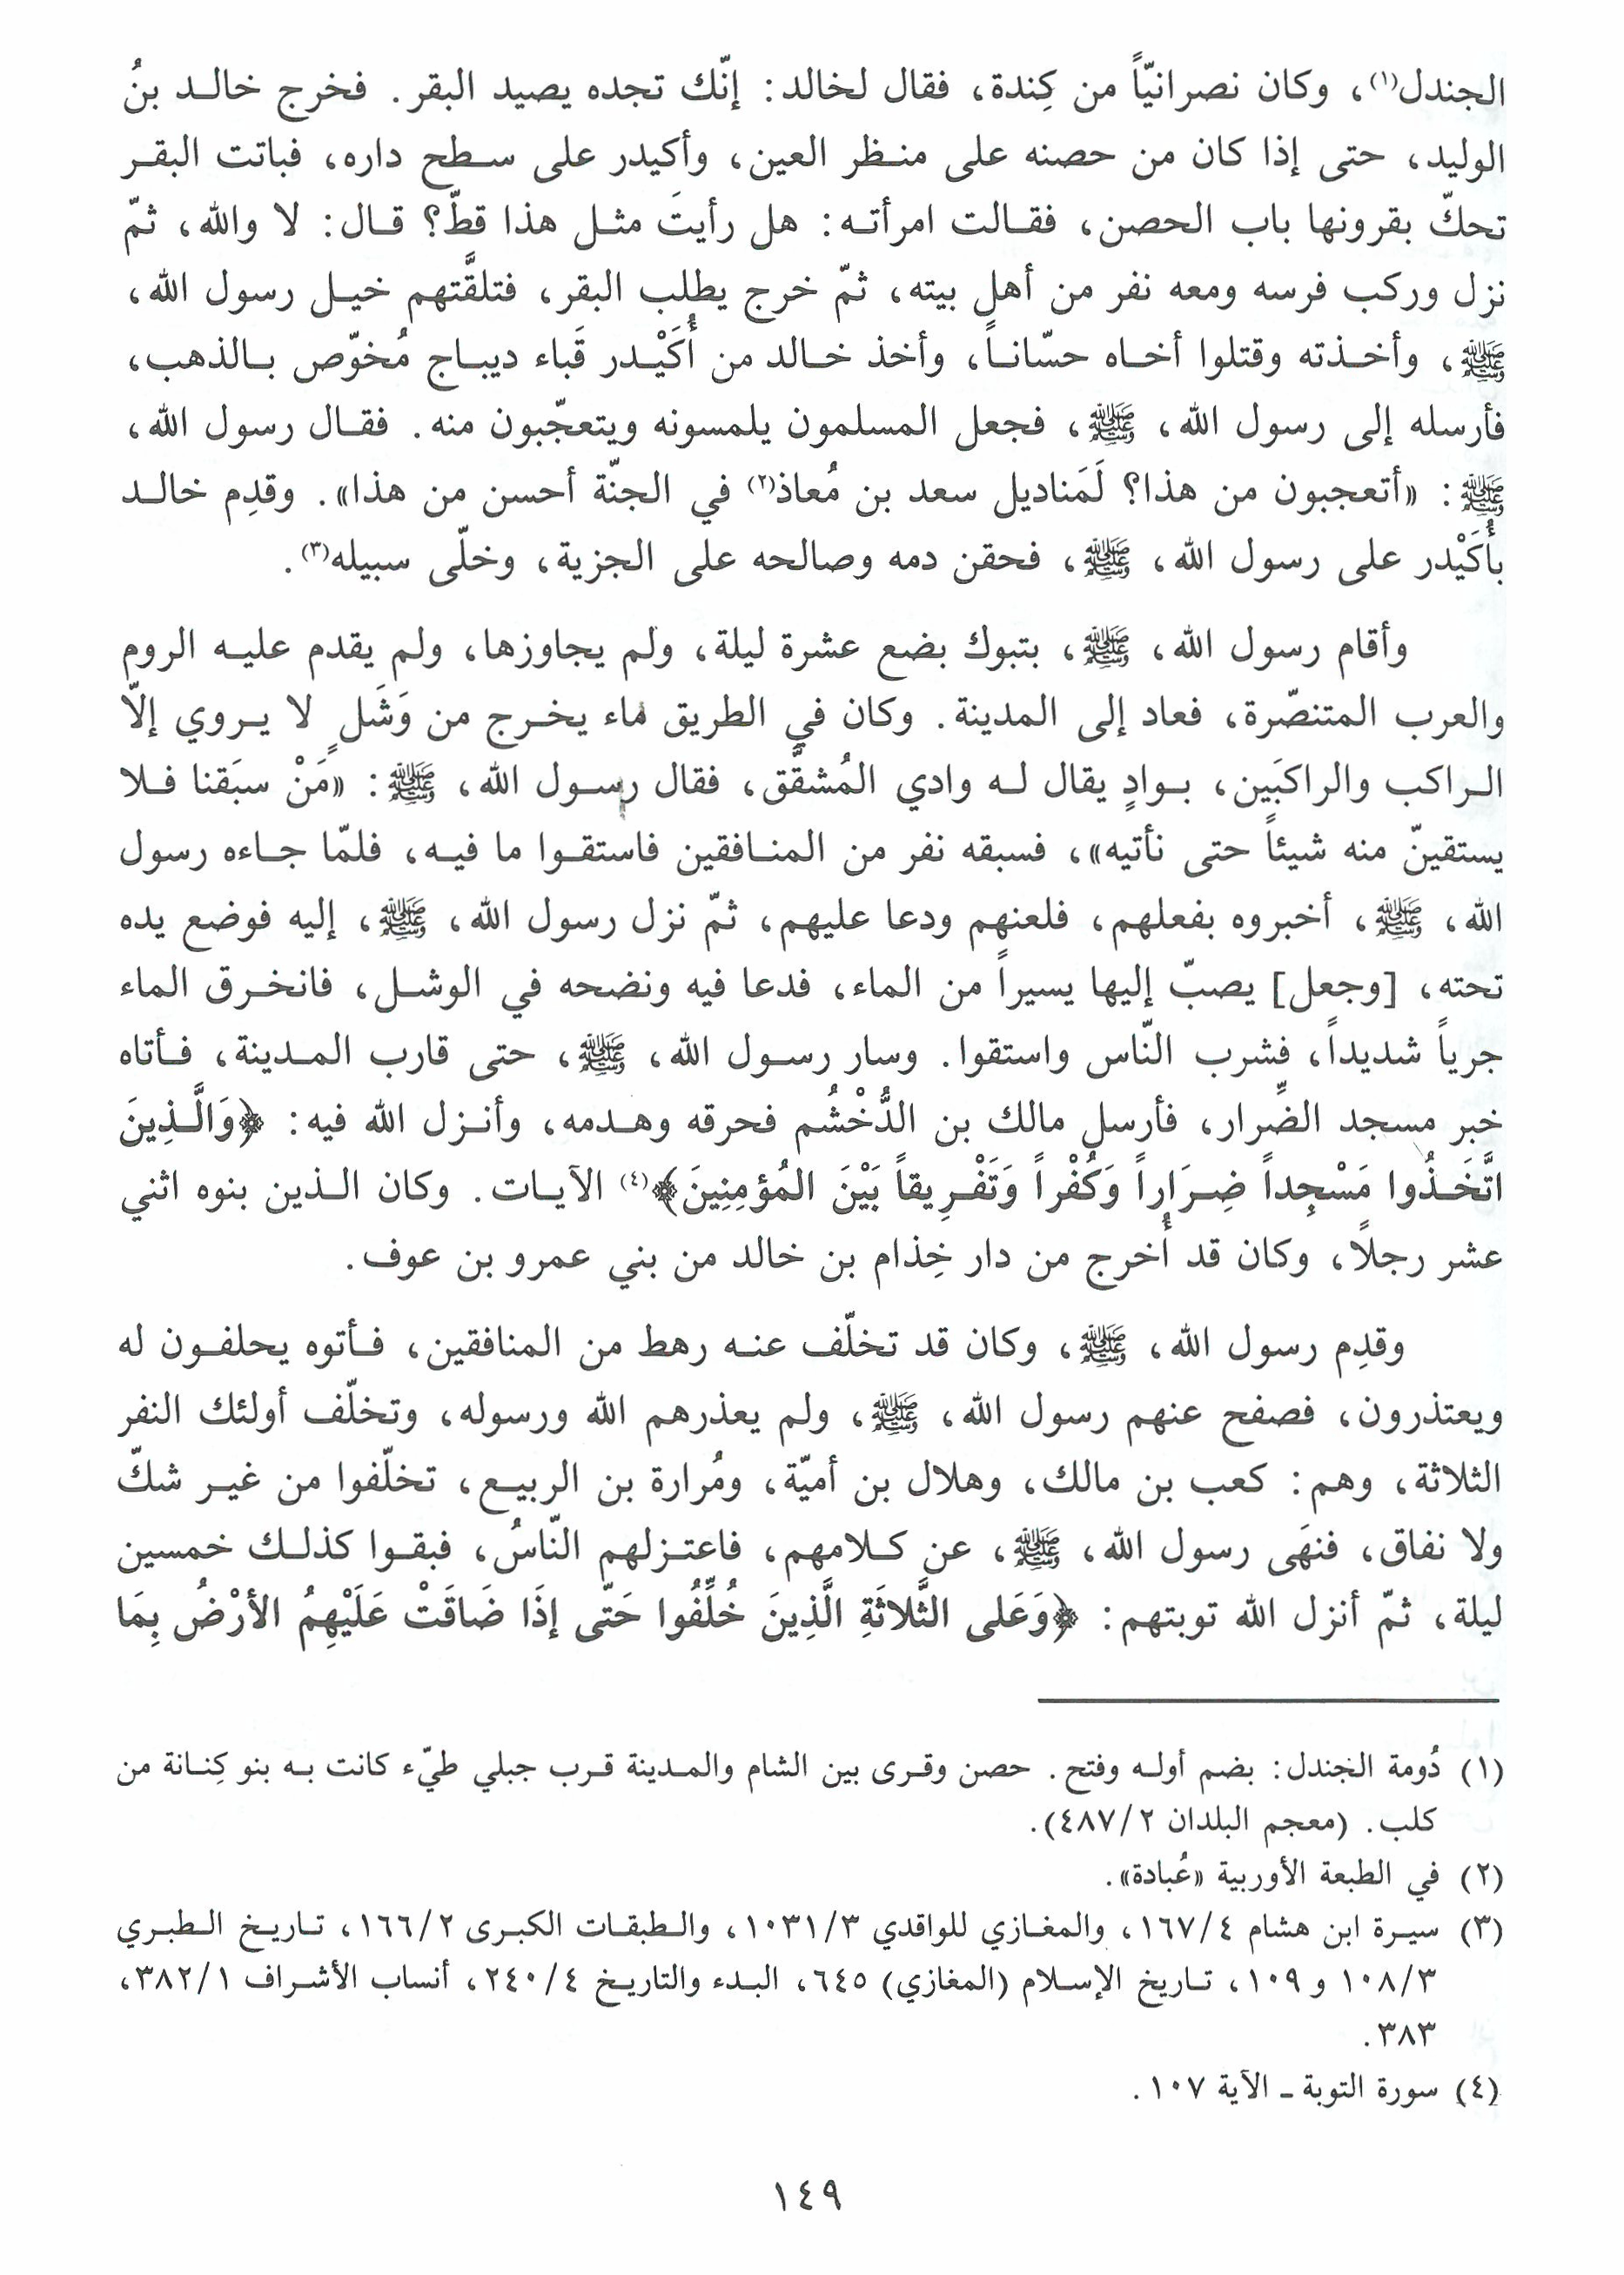 الجندل(١)، وكان نصرانيّاً من كِندة، فقال لخالد: إنّك تجده يصيد البقر. فخرج خالد بنُ
الوليد، حتى إذا كان من حصنه على منظر العين، وأكيدر على سطح داره، فباتت البقر
تحكّ بقرونها باب الحصن، فقالت امرأته: هل رأيتَ مثل هذا قطّ؟ قال: لا والله، ثمّ
نزل وركب فرسه ومعه نفر من أهل بيته، ثمّ خرج يطلب البقر، فتلقَّتهم خيل رسول الله،
ﷺ، وأخذته وقتلوا أخاه حسّاناً، وأخذ خالد من أُكَيْدر قَباء ديباج مُخوّص بالذهب،
فأرسله إلى رسول الله، ﷺ، فجعل المسلمون يلمسونه ويتعجّبون منه. فقال رسول الله،
ﷺ: «أتعجبون من هذا؟ لَمَناديل سعد بن مُعاذ(٢) في الجنّة أحسن من هذا». وقدِم خالد
بأُكَيْدر على رسول الله، ﷺ، فحقن دمه وصالحه على الجزية، وخلّى سبيله(٣).
وأقام رسول الله، ﷺ، بتبوك بضع عشرة ليلة، ولم يجاوزها، ولم يقدم عليه الروم
والعرب المتنصّرة، فعاد إلى المدينة. وكان في الطريق ماء يخرج من وَشَلٍ لا يروي إلّا
الراكب والراكبَين، بوادٍ يقال له وادي المُشقَّق، فقال رسول الله، ﷺ: «مَنْ سبَقنا فلا
يستقينّ منه شيئاً حتى نأتيه»، فسبقه نفر من المنافقين فاستقوا ما فيه، فلمّا جاءه رسول
الله، ﷺ، أخبروه بفعلهم، فلعنهم ودعا عليهم، ثمّ نزل رسول الله، ﷺ، إليه فوضع يده
تحته، [وجعل] يصبّ إليها يسيراً من الماء، فدعا فيه ونضحه في الوشل، فانخرق الماء
جرياً شديداً، فشرب النّاس واستقوا. وسار رسول الله، ﷺ، حتى قارب المدينة، فأتاه
خبر مسجد الضِّرار، فأرسل مالك بن الدُّخْشُم فحرقه وهدمه، وأنزل الله فيه: ﴿وَالَّذِينَ
اتَّخَذُوا مَسْجِداً ضِرَاراً وَكُفْراً وَتَفْرِيقاً بَيْنَ المُؤمِنِينَ﴾(٤) الآيات. وكان الذين بنوه اثني
عشر رجلاً، وكان قد أُخرج من دار خِذام بن خالد من بني عمرو بن عوف.
وقدِم رسول الله، ﷺ، وكان قد تخلّف عنه رهط من المنافقين، فأتوه يحلفون له
ويعتذرون، فصفح عنهم رسول الله، ﷺ، ولم يعذرهم الله ورسوله، وتخلّف أولئك النفر
الثلاثة، وهم: كعب بن مالك، وهلال بن أميّة، ومُرارة بن الربيع، تخلّفوا من غير شكّ
ولا نفاق، فنهَى رسول الله، ﷺ، عن كلامهم، فاعتزلهم النّاسُ، فبقوا كذلك خمسين
ليلة، ثمّ أنزل الله توبتهم: ﴿وَعَلى الثَّلاثَةِ الَّذِينَ خُلِّفُوا حَتّى إذَا ضَاقَتْ عَلَيْهِمُ الأرْضُ بِمَا
(١) دُومة الجندل: بضم أوله وفتح. حصن وقرى بين الشام والمدينة قرب جبلي طيّء كانت به بنو كِنانة من
كلب. (معجم البلدان ٢/٤٨٧).
(٢) في الطبعة الأوربية «عُبادة».
(٣) سيرة ابن هشام ٤/١٦٧، والمغازي للواقدي ٣/١٠٣١، والطبقات الكبرى ٢/١٦٦، تاريخ الطبري
٣/١٠٨ و ١٠٩، تاريخ الإسلام (المغازي) ٦٤٥، البدء والتاريخ ٤/٢٤٠، أنساب الأشراف ١/٣٨٢،
٣٨٣.
(٤) سورة التوبة ـ الآية ١٠٧.
١٤٩